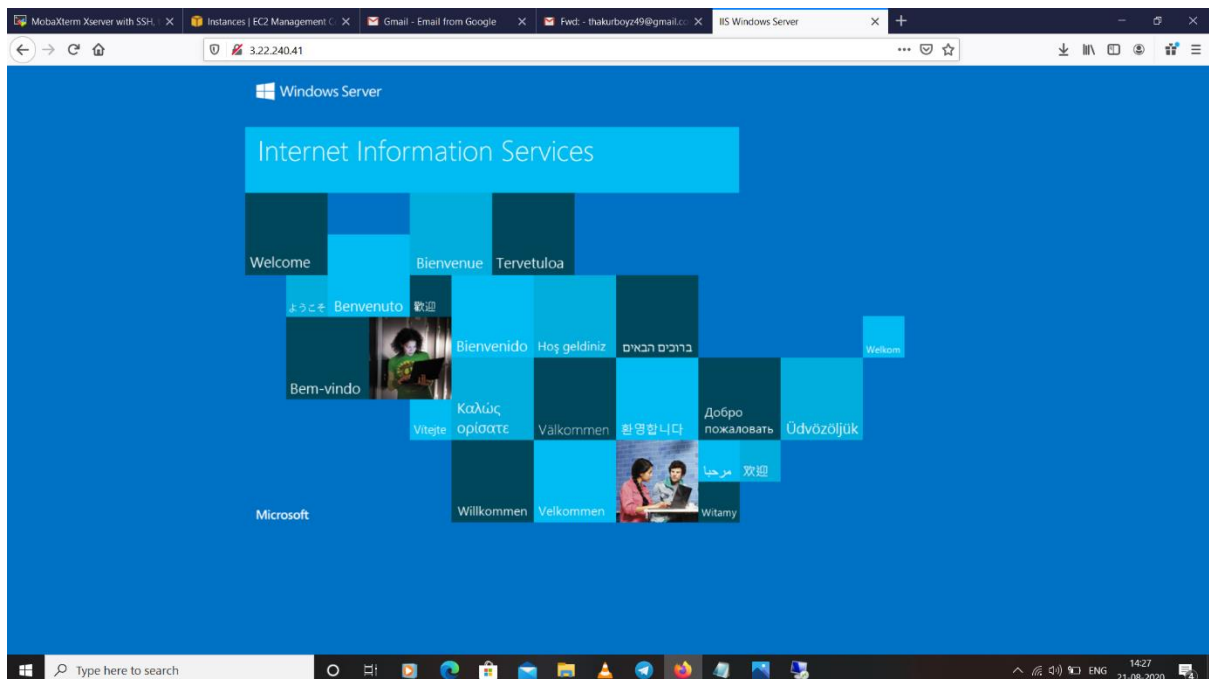 MobaXterm Xserver with SSH, t
Instances | EC2 Management C
Gmail - Email from Google
Fwd: - thakurboyz49@gmail.co
IIS Windows Server
3.22.240.41
Windows Server
Internet Information Services
Welcome
Bienvenue
Tervetuloa
ようこそ
Benvenuto
歡迎
Bienvenido
Hoş geldiniz
ברוכים הבאים
Welkom
Bem-vindo
Vítejte
Καλώς
ορίσατε
Välkommen
환영합니다
Добро
пожаловать
Üdvözöljük
مرحبا
欢迎
Microsoft
Willkommen
Velkommen
Witamy
Type here to search
ENG
14:27
21-08-2020
4